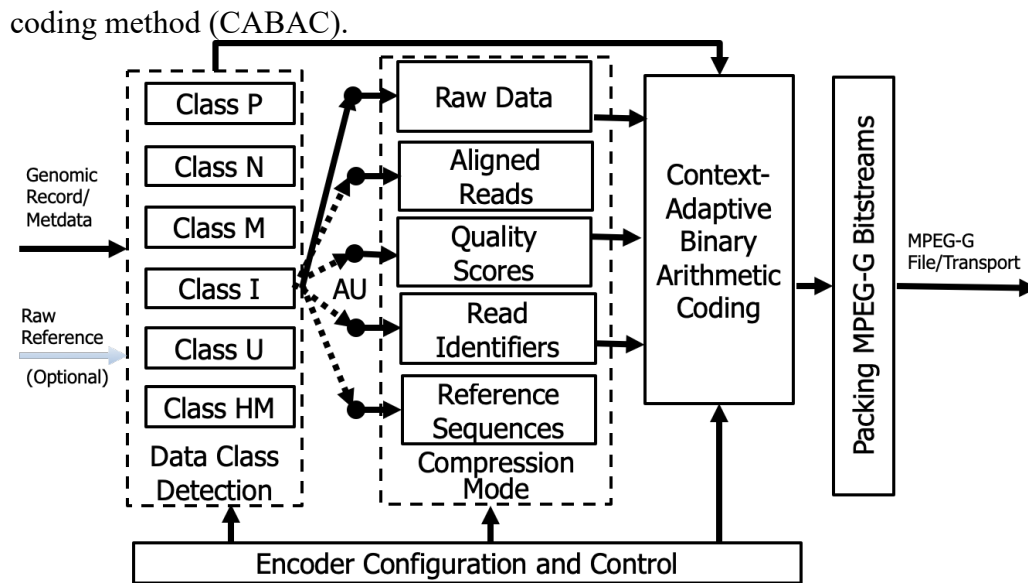 coding method (CABAC).
Genomic
Record/
Metdata
Raw
Reference
(Optional)
Class P
Class N
Class M
Class I
Class U
Class HM
Data Class
Detection
AU
Raw Data
Aligned
Reads
Quality
Scores
Read
Identifiers
Reference
Sequences
Compression
Mode
Context-
Adaptive
Binary
Arithmetic
Coding
Packing MPEG-G Bitstreams
MPEG-G
File/Transport
Encoder Configuration and Control